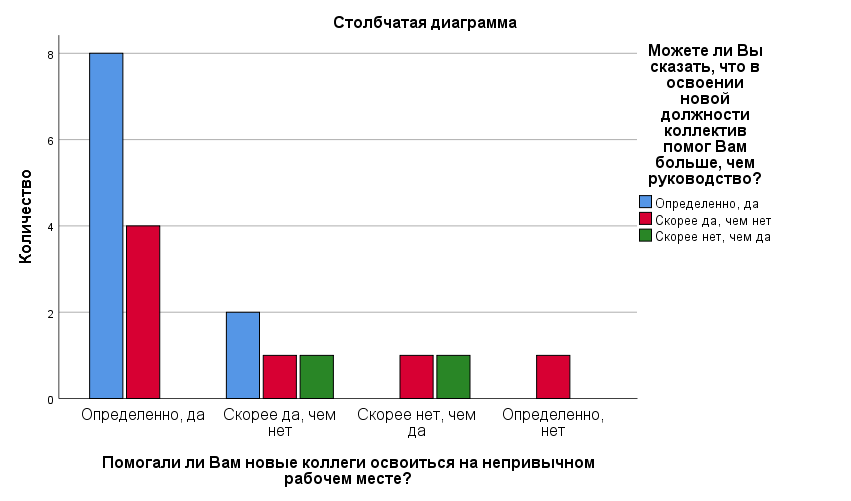 Столбчатая диаграмма
Можете ли Вы
сказать, что в
освоении
новой
должности
коллектив
помог Вам
больше, чем
руководство?
Определенно, да
Скорее да, чем нет
Скорее нет, чем да
Количество
8
6
4
2
0
Определенно, да
Скорее да, чем
нет
Скорее нет, чем
да
Определенно,
нет
Помогали ли Вам новые коллеги освоиться на непривычном
рабочем месте?